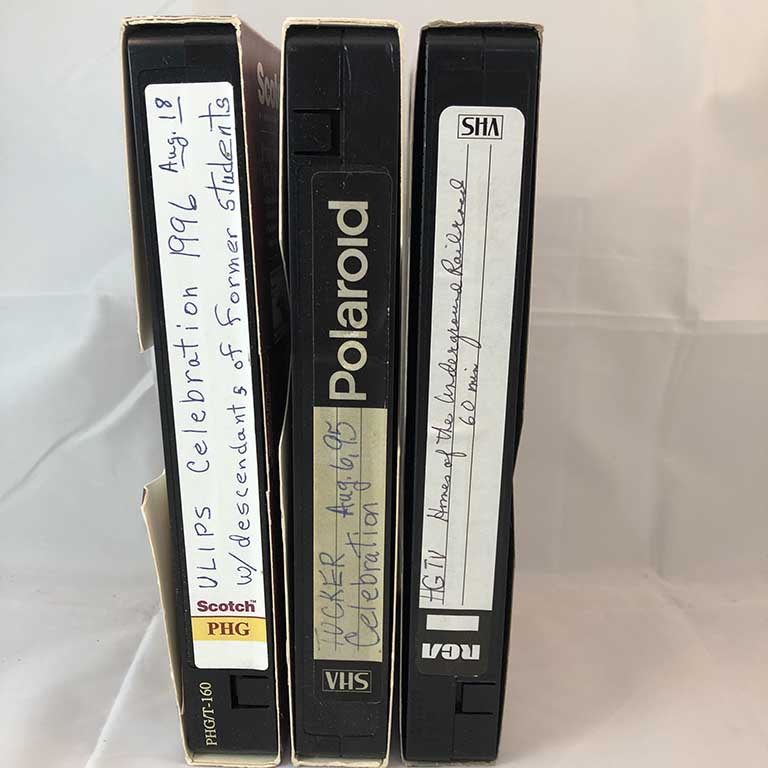 ULIPS Celebration 1996 Aug. 18
w/descendants of Former students
Scotch™
PHG
PHG/T-160
Scotch
Polaroid
TUCKER Aug. 6, 95
Celebration
VHS
VHS
HGTV Homes of the Underground Railroad
60 min
RCA